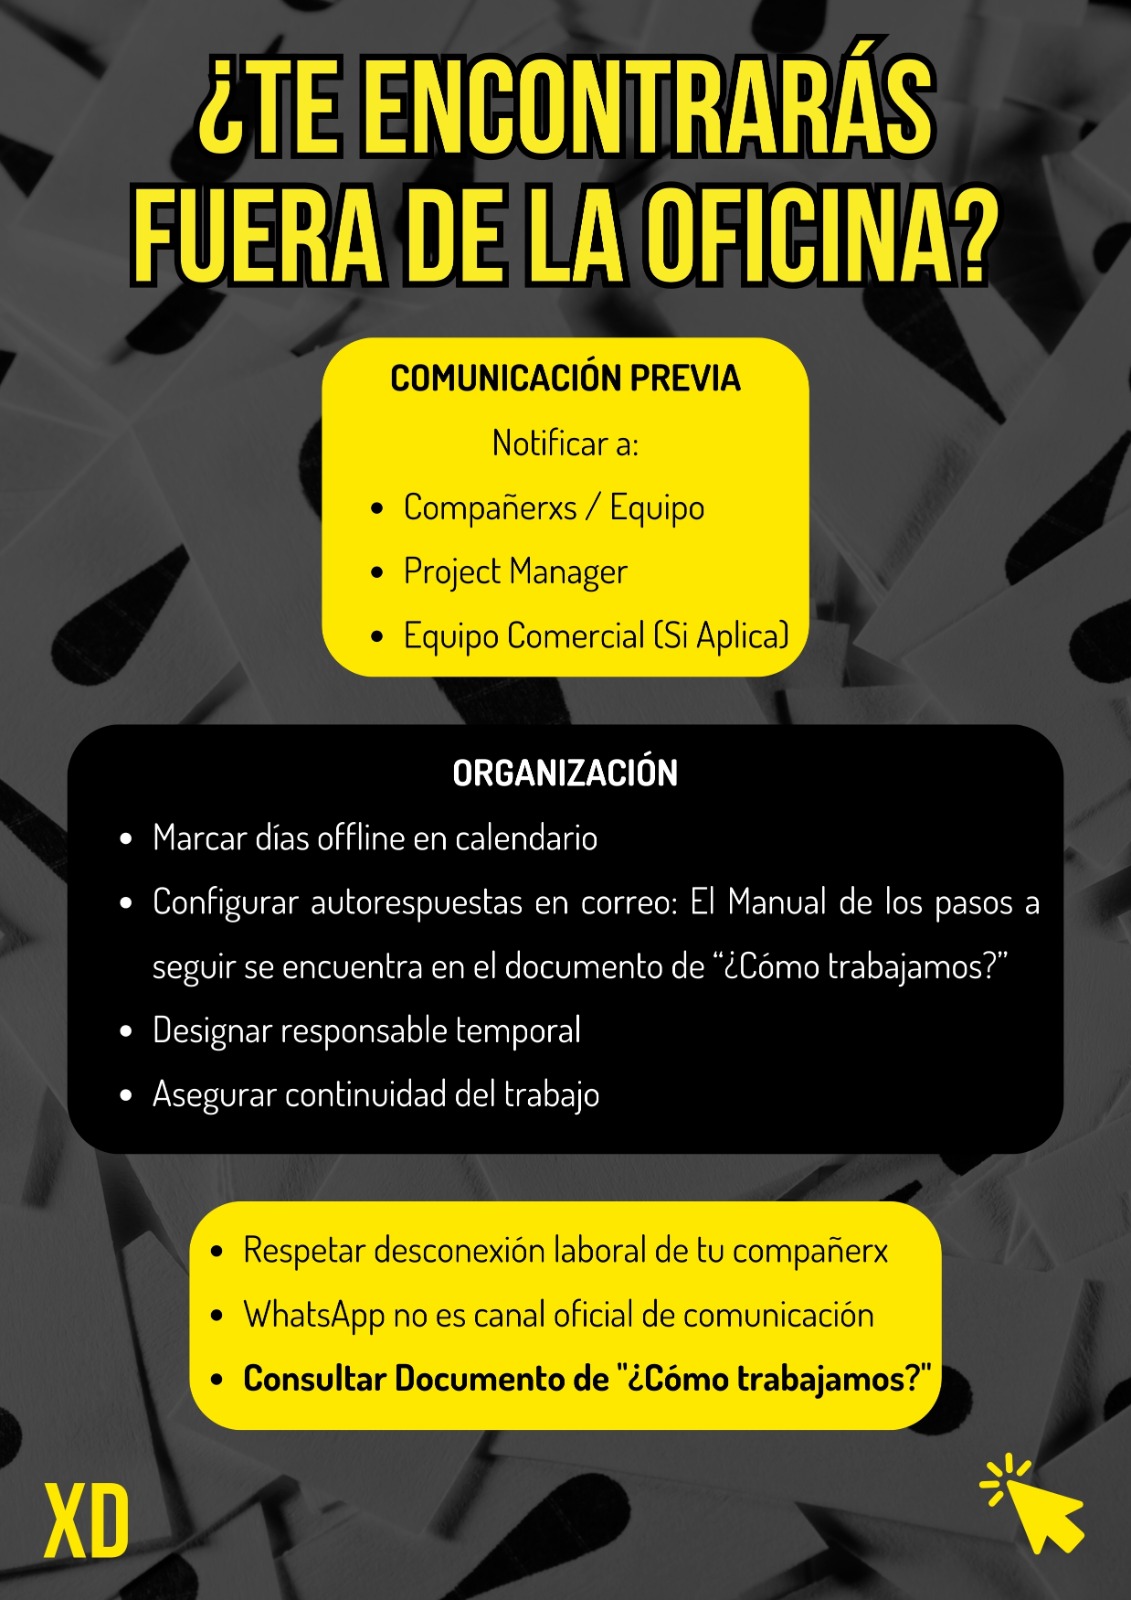 ¿TE ENCONTRARÁS
FUERA DE LA OFICINA?
COMUNICACIÓN PREVIA
Notificar a:
• Compañerxs / Equipo
• Project Manager
• Equipo Comercial (Si Aplica)
ORGANIZACIÓN
• Marcar días offline en calendario
• Configurar autorespuestas en correo: El Manual de los pasos a
seguir se encuentra en el documento de “¿Cómo trabajamos?”
• Designar responsable temporal
• Asegurar continuidad del trabajo
• Respetar desconexión laboral de tu compañerx
• WhatsApp no es canal oficial de comunicación
• Consultar Documento de "¿Cómo trabajamos?"
XD